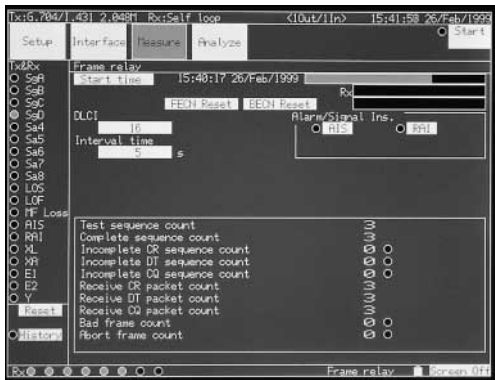 Tx:G.704/I.431 2.048M Rx:Self loop <1Out/1In> 15:41:58 26/Feb/1999
Setup Interface Measure Analyze Start
Tx&Rx Frame relay
Start time 15:40:17 26/Feb/1999
Rx
FECN Reset BECN Reset
DLCI
16
Interval time
5 s
Alarm/Signal Ins.
AIS RAI
SgA
SgB
SgC
SgD
Sa4
Sa5
Sa6
Sa7
Sa8
LOS
LOF
MF Loss
AIS
RAI
XL
XR
E1
E2
Y
Reset
History
Test sequence count 3
Complete sequence count 3
Incomplete CR sequence count 0
Incomplete DT sequence count 0
Incomplete CQ sequence count 0
Receive CR packet count 3
Receive DT packet count 3
Receive CQ packet count 3
Bad frame count 0
Abort frame count 0
Rx Frame relay Screen Off